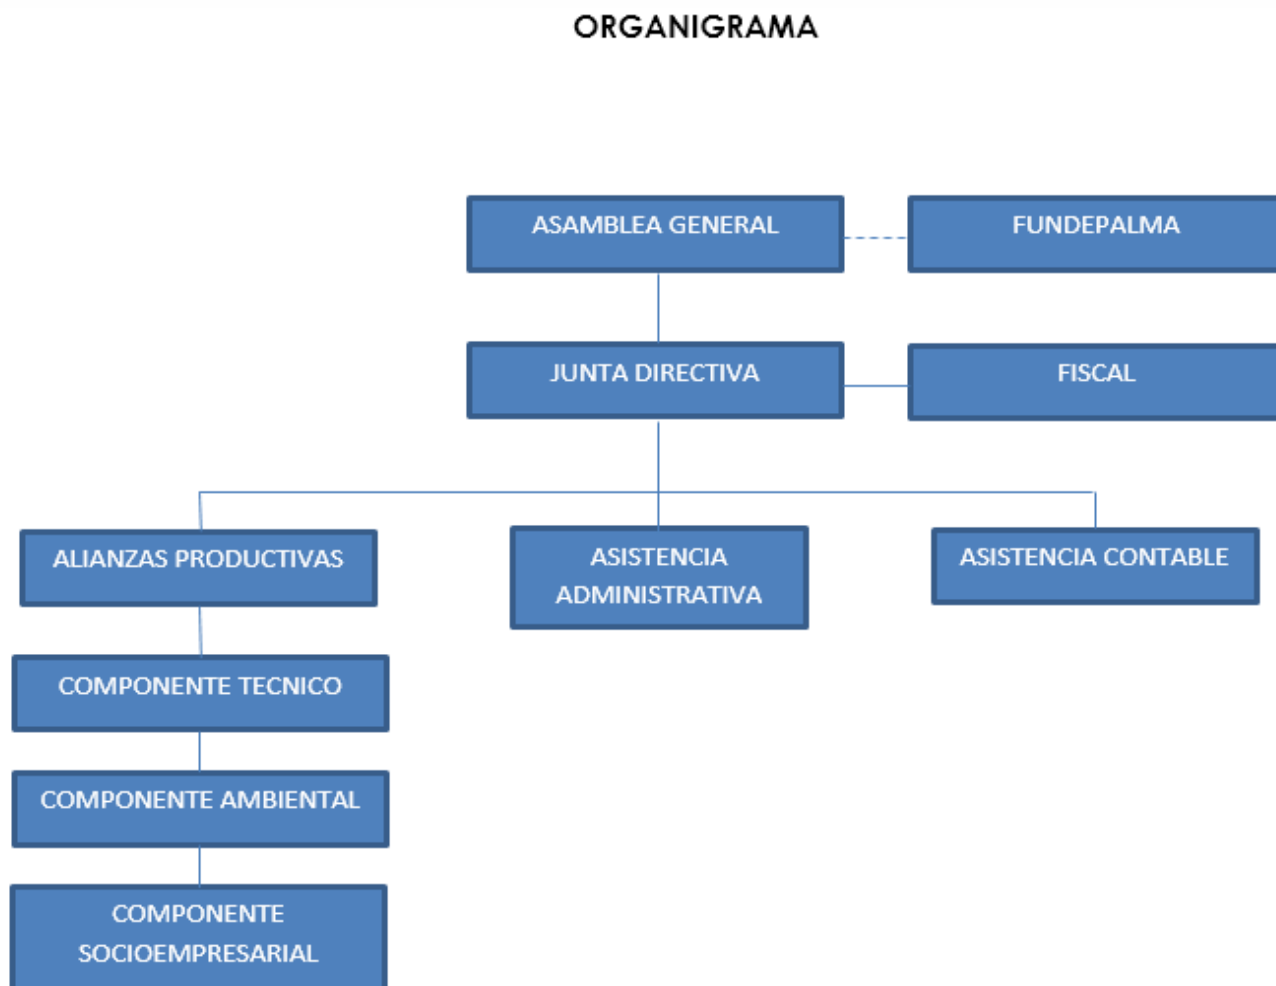 ORGANIGRAMA
ASAMBLEA GENERAL
FUNDEPALMA
JUNTA DIRECTIVA
FISCAL
ALIANZAS PRODUCTIVAS
ASISTENCIA
ADMINISTRATIVA
ASISTENCIA CONTABLE
COMPONENTE TECNICO
COMPONENTE AMBIENTAL
COMPONENTE
SOCIOEMPRESARIAL